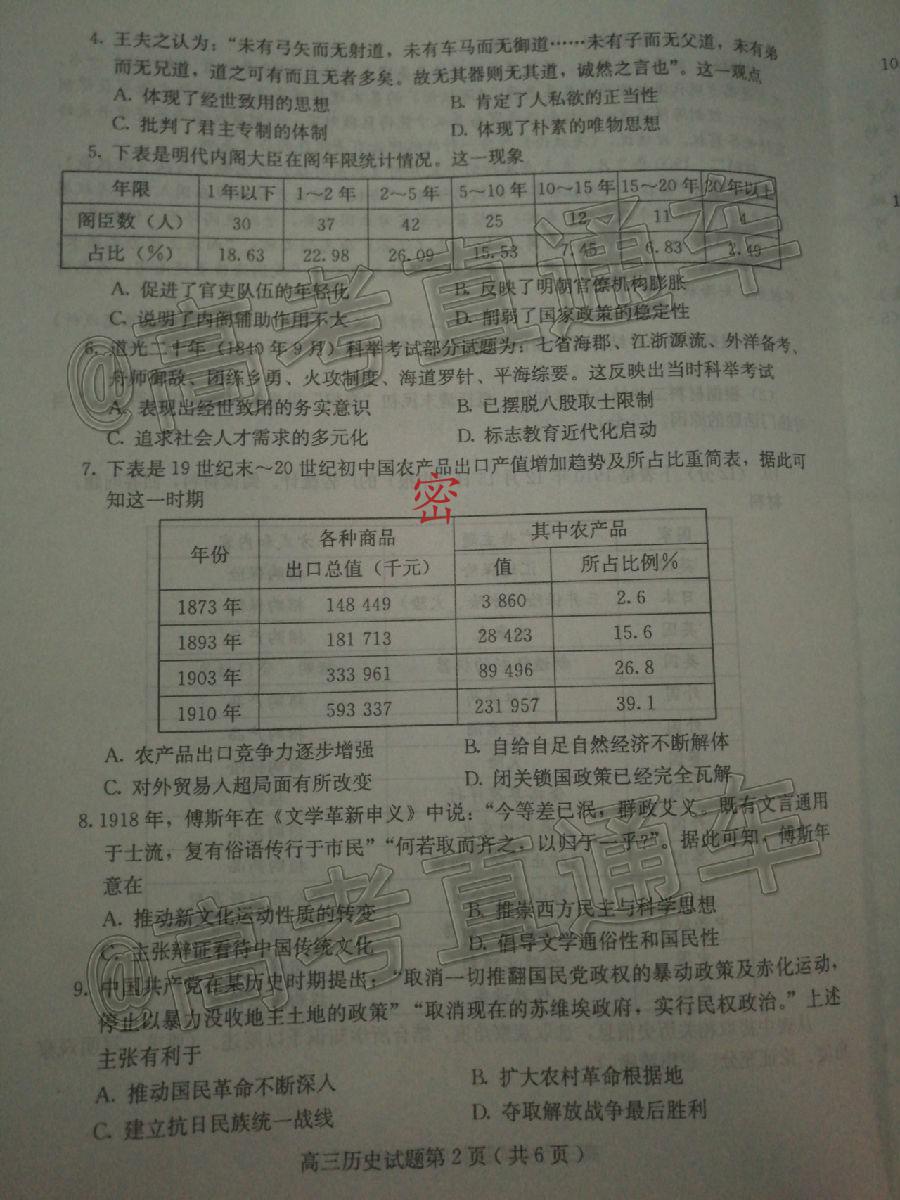 4. 王夫之认为：“未有弓矢而无射道，未有车马而无御道……未有子而无父道，未有弟
而无兄道，道之可有而且无者多矣。故无其器则无其道，诚然之言也”。这一观点
A. 体现了经世致用的思想 B. 肯定了人私欲的正当性
C. 批判了君主专制的体制 D. 体现了朴素的唯物思想
5. 下表是明代内阁大臣在阁年限统计情况。这一现象
年限 1年以下 1～2年 2～5年 5～10年 10～15年 15～20年 20年以上
阁臣数（人） 30 37 42 25 12 11 4
占比（%） 18.63 22.98 26.09 15.53 7.45 6.83 2.49
A. 促进了官吏队伍的年轻化 B. 反映了明朝官僚机构膨胀
C. 说明了内阁辅助作用不大 D. 削弱了国家政策的稳定性
6. 道光二十年（1840年9月）科举考试部分试题为：七省海郡、江浙源流、外洋备考、
舟师御敌、团练乡勇、火攻制度、海道罗针、平海综要。这反映出当时科举考试
A. 表现出经世致用的务实意识 B. 已摆脱八股取士限制
C. 追求社会人才需求的多元化 D. 标志教育近代化启动
7. 下表是19世纪末～20世纪初中国农产品出口产值增加趋势及所占比重简表，据此可
知这一时期
密
年份 各种商品出口总值（千元） 其中农产品
值 所占比例%
1873年 148 449 3 860 2.6
1893年 181 713 28 423 15.6
1903年 333 961 89 496 26.8
1910年 593 337 231 957 39.1
A. 农产品出口竞争力逐步增强 B. 自给自足自然经济不断解体
C. 对外贸易人超局面有所改变 D. 闭关锁国政策已经完全瓦解
8. 1918年，傅斯年在《文学革新申义》中说：“今等差已泯，群政艾义。既有文言通用
于士流，复有俗语传行于市民”“何若取而齐之，以归于一乎?”。据此可知，傅斯年
意在
A. 推动新文化运动性质的转变 B. 推崇西方民主与科学思想
C. 主张辩证看待中国传统文化 D. 倡导文学通俗性和国民性
9. 中国共产党在某历史时期提出：“取消一切推翻国民党政权的暴动政策及赤化运动，
停止以暴力没收地主土地的政策”“取消现在的苏维埃政府，实行民权政治。”上述
主张有利于
A. 推动国民革命不断深入 B. 扩大农村革命根据地
C. 建立抗日民族统一战线 D. 夺取解放战争最后胜利
高三历史试题第2页（共6页）
10
1
@高考直通车
@高考直通车